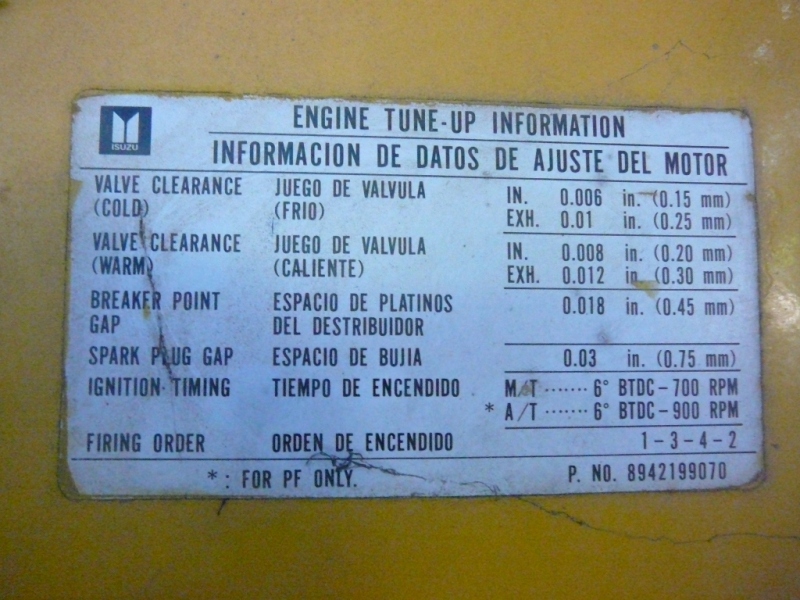 ISUZU
ENGINE TUNE-UP INFORMATION
INFORMACION DE DATOS DE AJUSTE DEL MOTOR
VALVE CLEARANCE (COLD) JUEGO DE VALVULA (FRIO) IN. 0.006 in. (0.15 mm)
EXH. 0.01 in. (0.25 mm)
VALVE CLEARANCE (WARM) JUEGO DE VALVULA (CALIENTE) IN. 0.008 in. (0.20 mm)
EXH. 0.012 in. (0.30 mm)
BREAKER POINT GAP ESPACIO DE PLATINOS DEL DESTRIBUIDOR 0.018 in. (0.45 mm)
SPARK PLUG GAP ESPACIO DE BUJIA 0.03 in. (0.75 mm)
IGNITION TIMING TIEMPO DE ENCENDIDO M/T ······· 6° BTDC-700 RPM
* A/T ······ 6° BTDC-900 RPM
FIRING ORDER ORDEN DE ENCENDIDO 1-3-4-2
* : FOR PF ONLY. P. NO. 8942199070